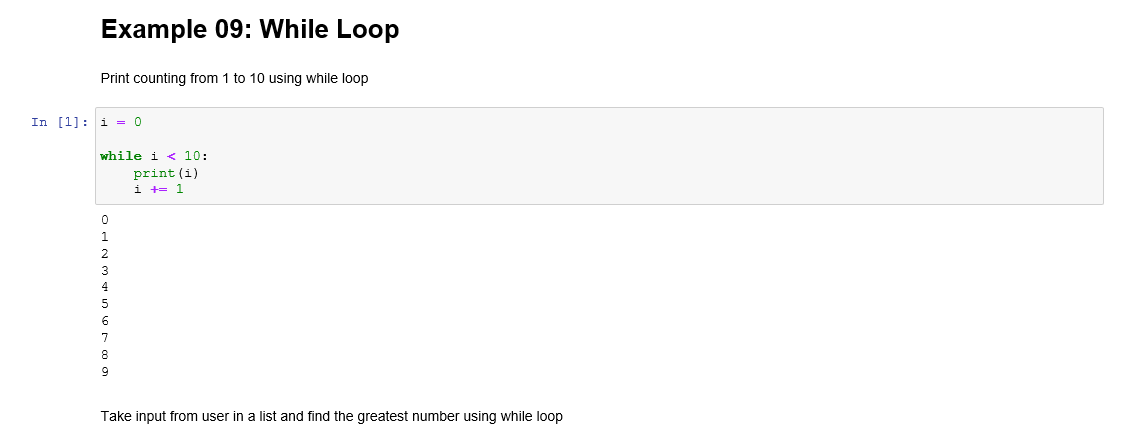 Example 09: While Loop
Print counting from 1 to 10 using while loop
In [1]: i = 0
while i < 10:
    print(i)
    i += 1
0
1
2
3
4
5
6
7
8
9
Take input from user in a list and find the greatest number using while loop